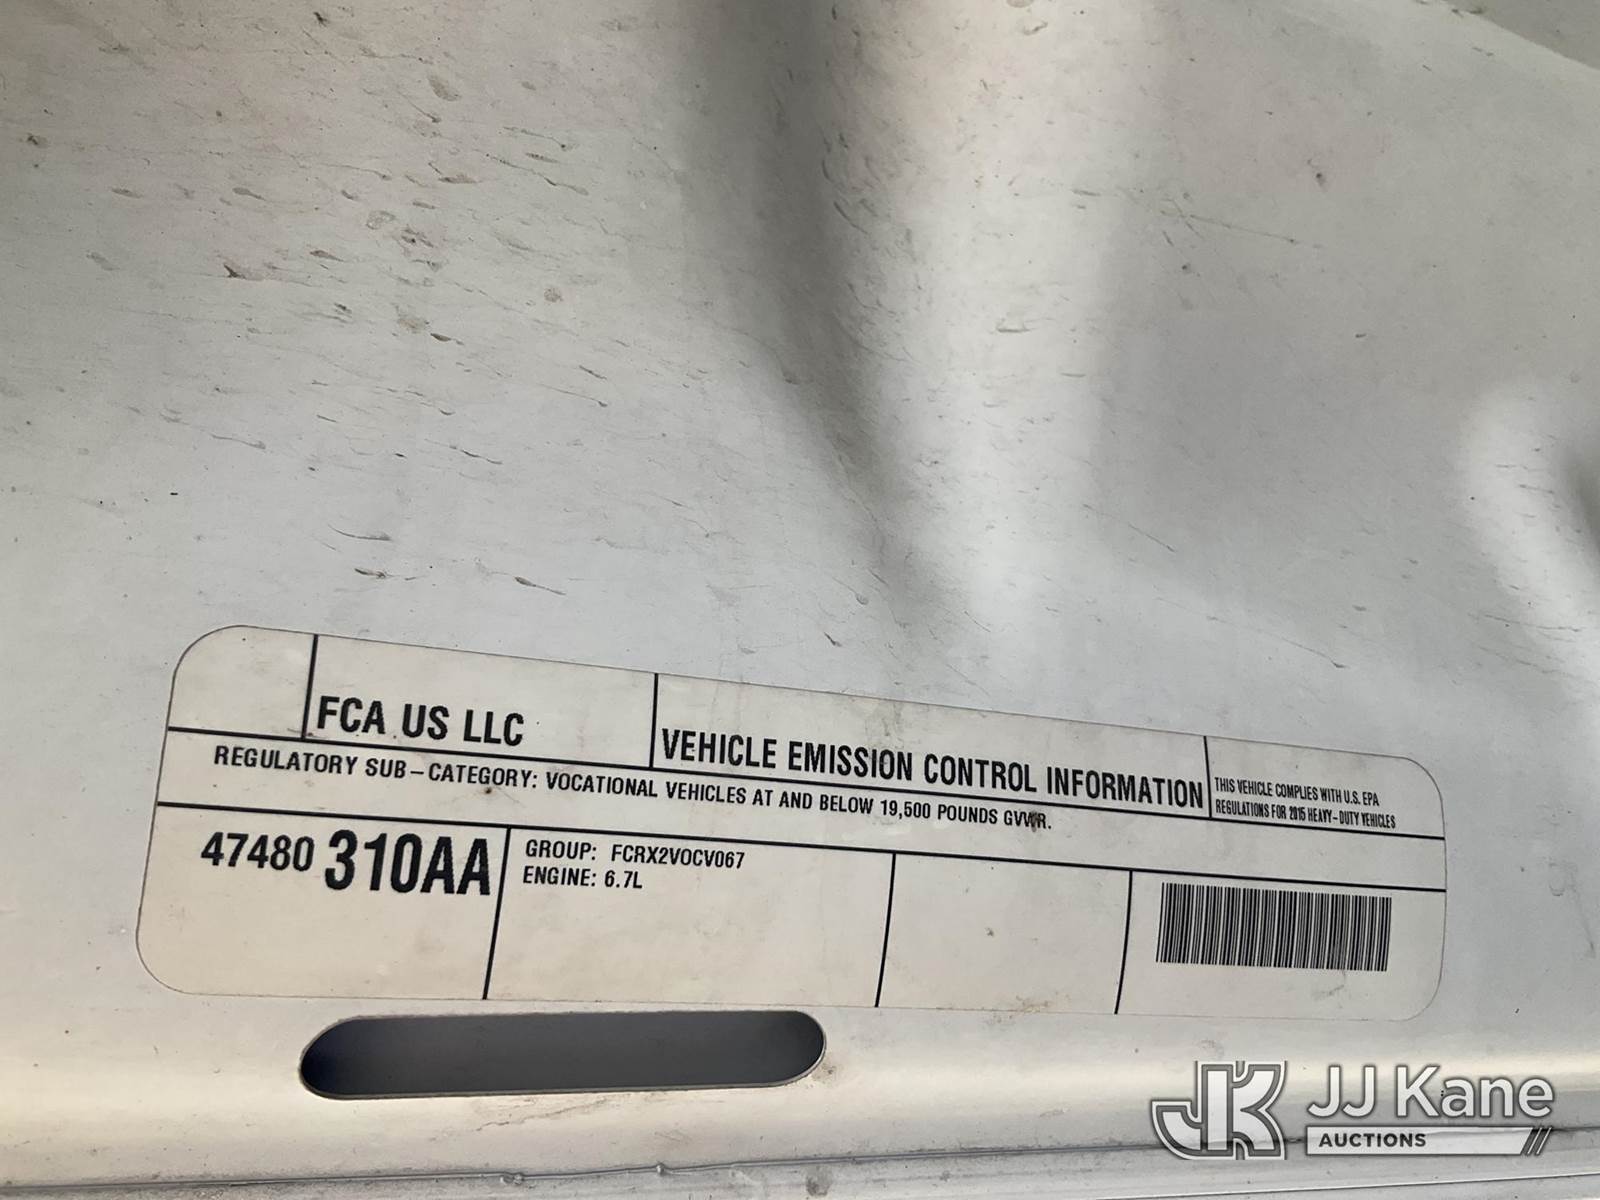 FCA US LLC
VEHICLE EMISSION CONTROL INFORMATION
THIS VEHICLE COMPLIES WITH U.S. EPA
REGULATIONS FOR 2015 HEAVY-DUTY VEHICLES
REGULATORY SUB-CATEGORY: VOCATIONAL VEHICLES AT AND BELOW 19,500 POUNDS GVWR.
47480 310AA
GROUP: FCRX2VOCV067
ENGINE: 6.7L
JK
JJ Kane
AUCTIONS